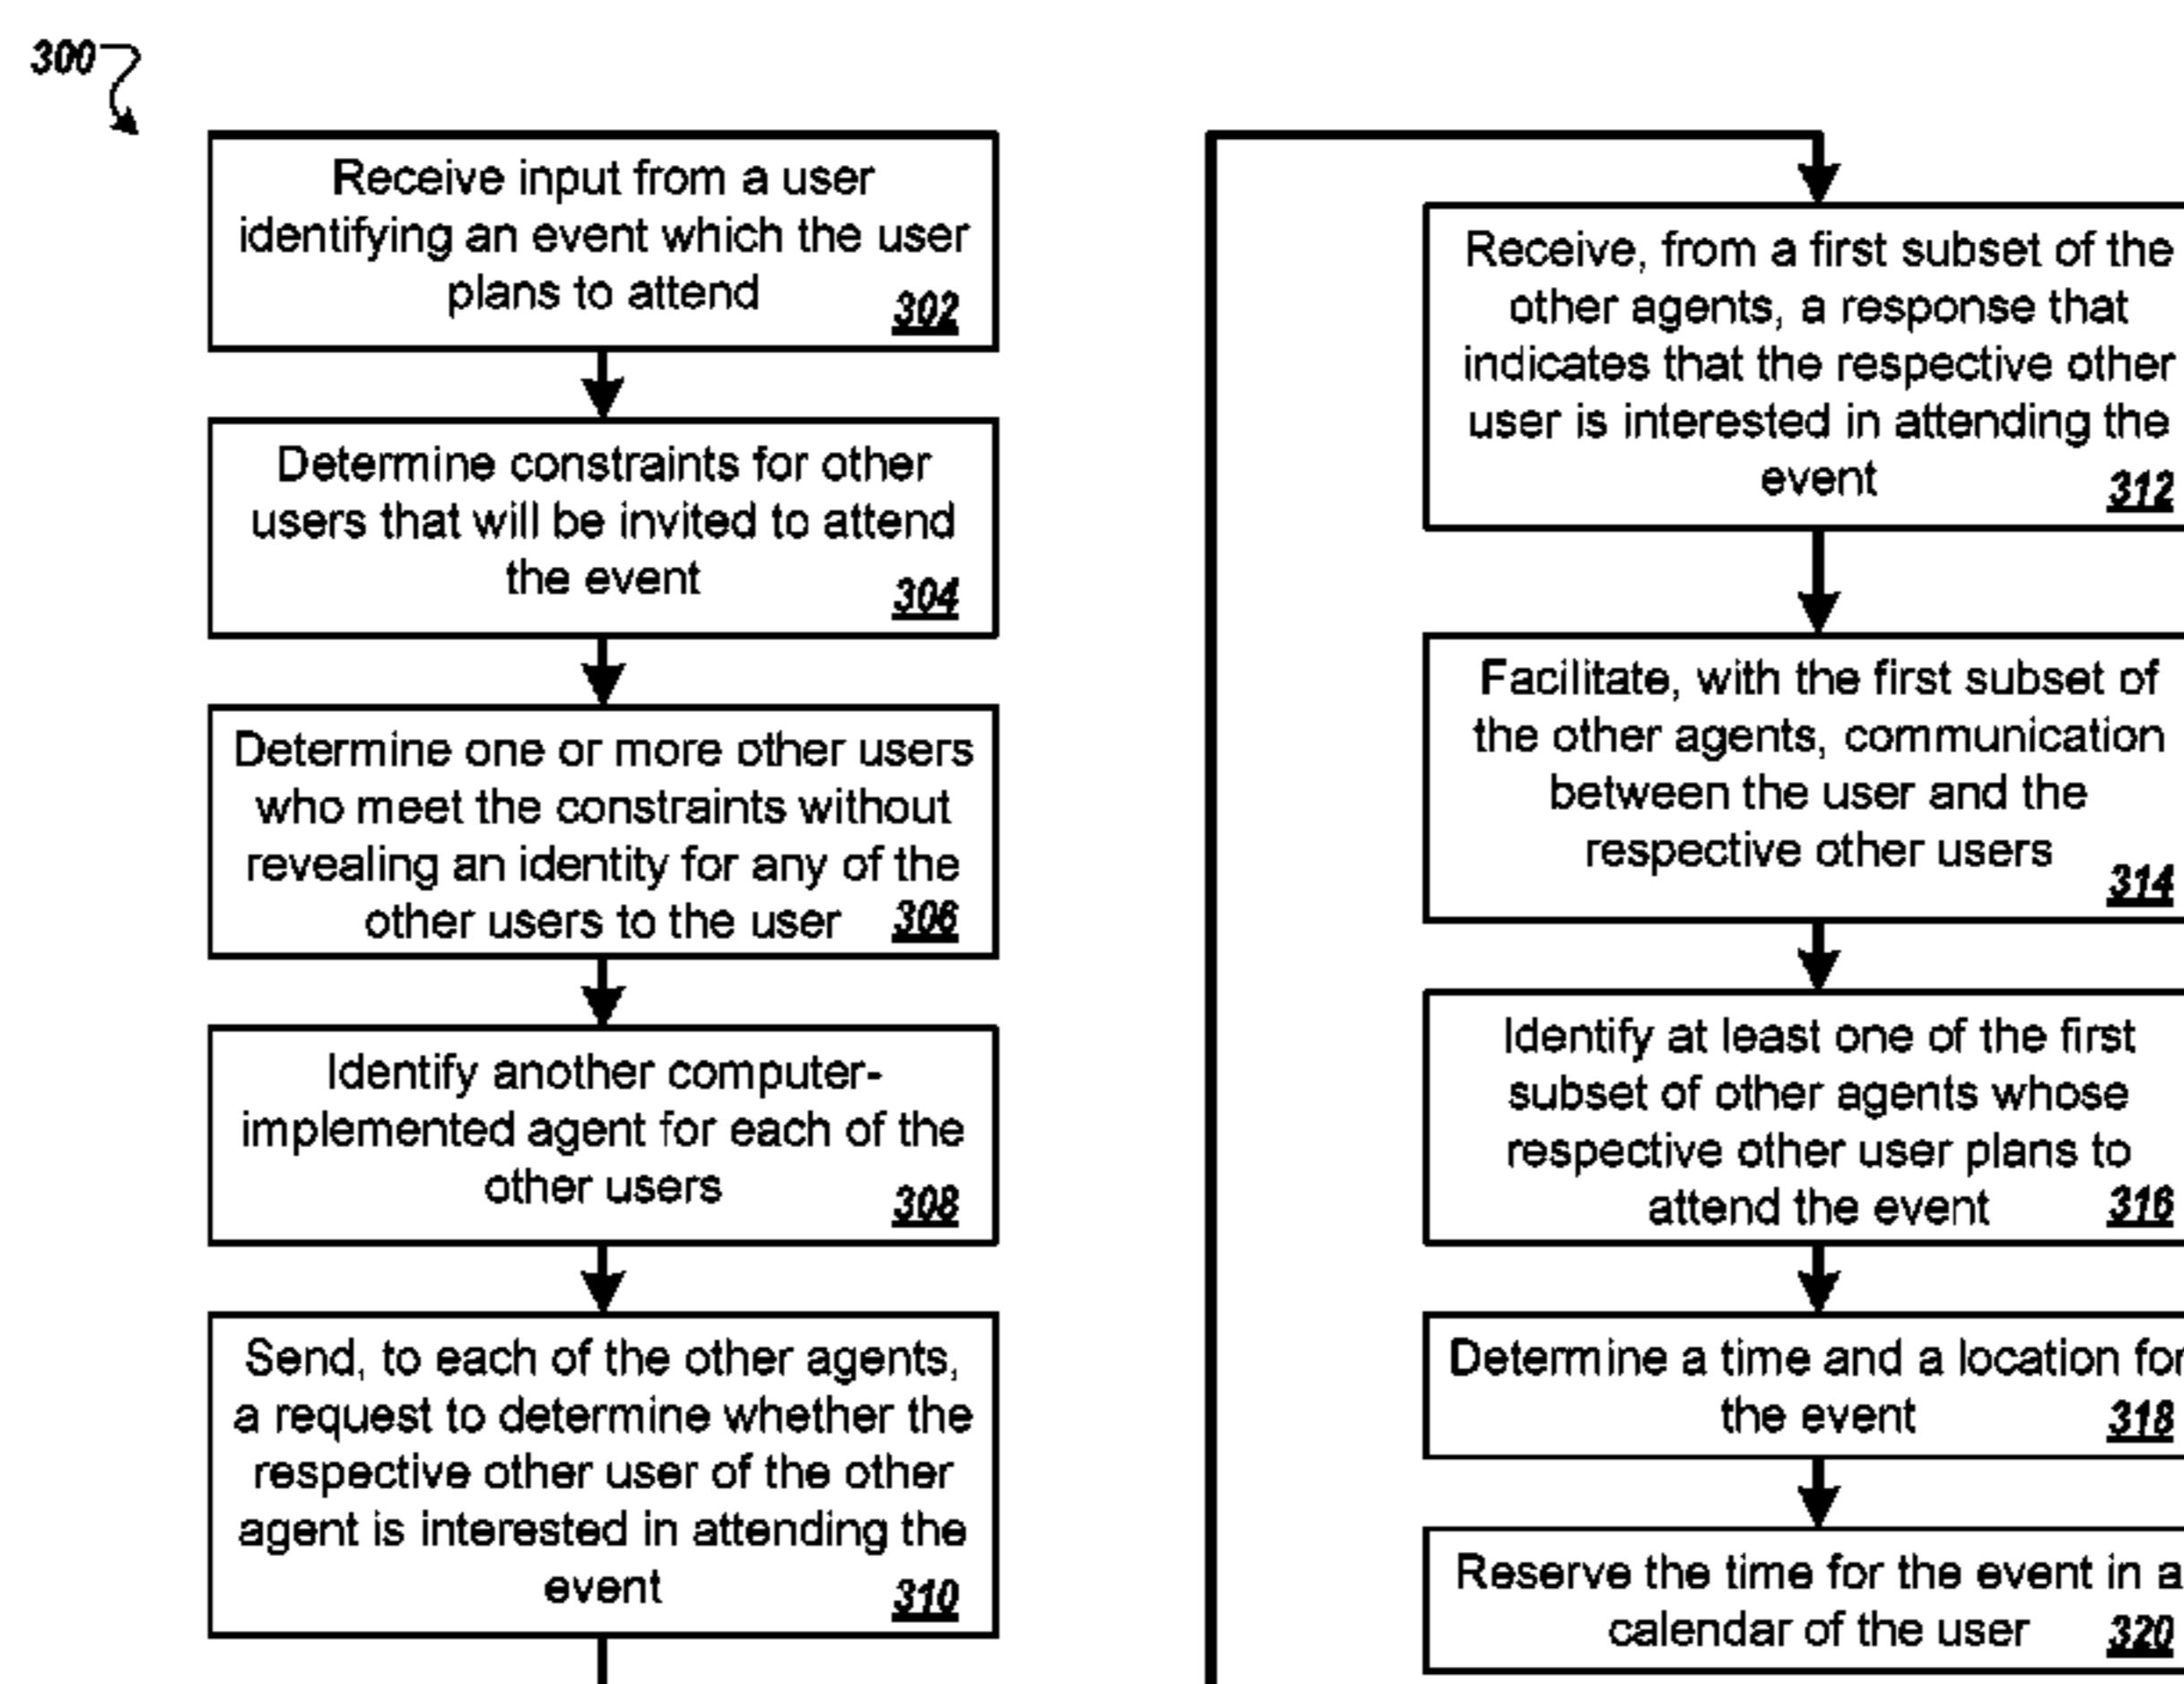 300
Receive input from a user
identifying an event which the user
plans to attend
302
Determine constraints for other
users that will be invited to attend
the event
304
Determine one or more other users
who meet the constraints without
revealing an identity for any of the
other users to the user 306
Identify another computer-
implemented agent for each of the
other users
308
Send, to each of the other agents,
a request to determine whether the
respective other user of the other
agent is interested in attending the
event
310
Receive, from a first subset of the
other agents, a response that
indicates that the respective other
user is interested in attending the
event
312
Facilitate, with the first subset of
the other agents, communication
between the user and the
respective other users
314
Identify at least one of the first
subset of other agents whose
respective other user plans to
attend the event 316
Determine a time and a location for
the event 318
Reserve the time for the event in a
calendar of the user 320